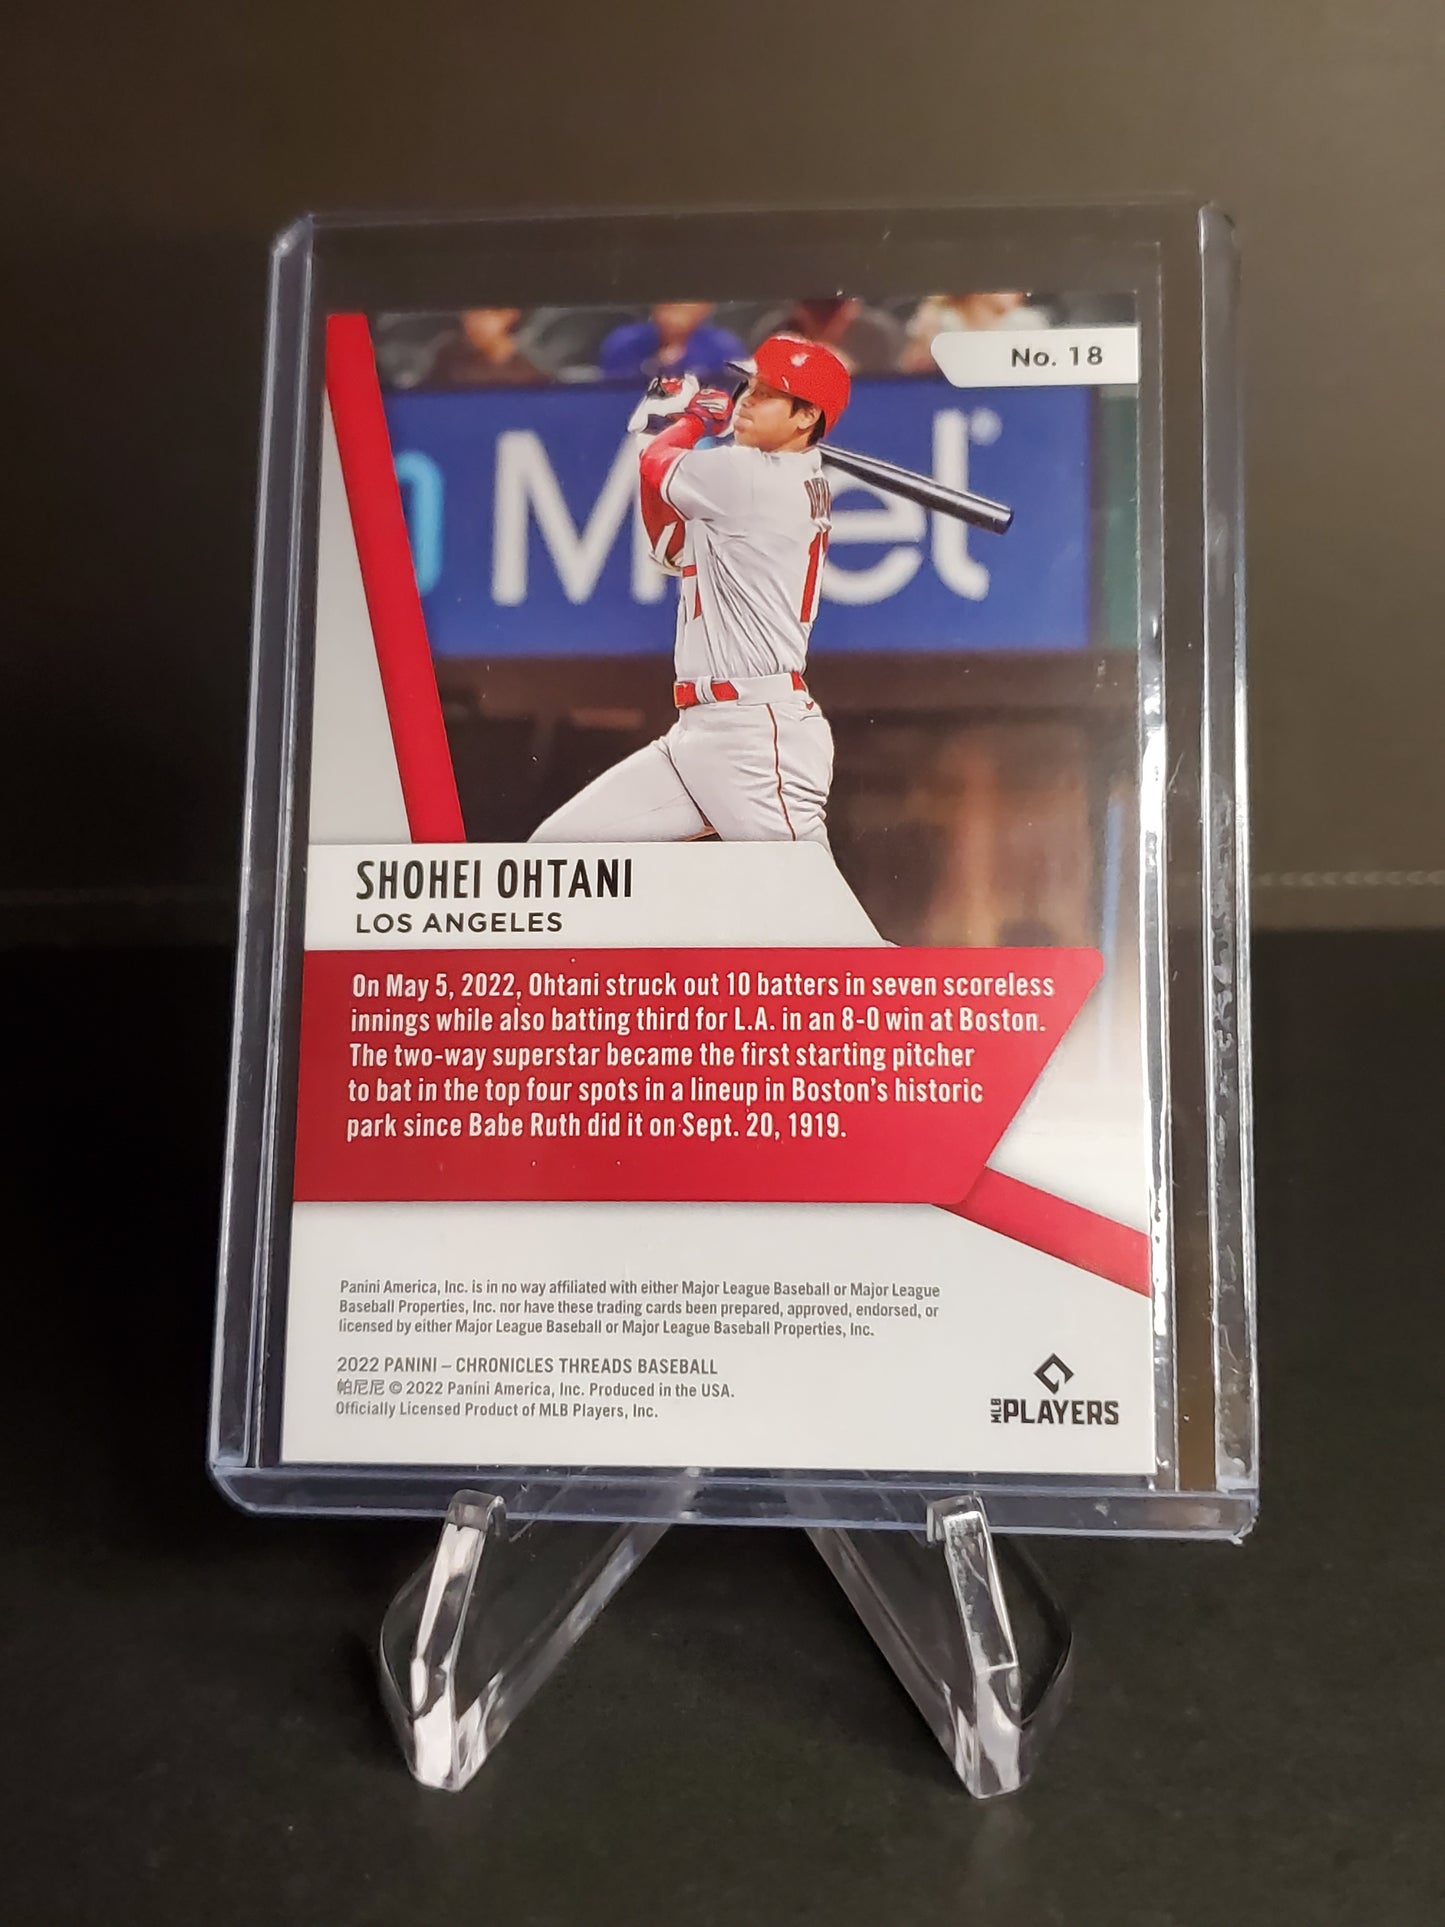 No. 18
M el
17
SHOHEI OHTANI
LOS ANGELES
On May 5, 2022, Ohtani struck out 10 batters in seven scoreless
innings while also batting third for L.A. in an 8-0 win at Boston.
The two-way superstar became the first starting pitcher
to bat in the top four spots in a lineup in Boston's historic
park since Babe Ruth did it on Sept. 20, 1919.
Panini America, Inc. is in no way affiliated with either Major League Baseball or Major League
Baseball Properties, Inc. nor have these trading cards been prepared, approved, endorsed, or
licensed by either Major League Baseball or Major League Baseball Properties, Inc.
2022 PANINI – CHRONICLES THREADS BASEBALL
帕尼尼 © 2022 Panini America, Inc. Produced in the USA.
Officially Licensed Product of MLB Players, Inc.
MLB PLAYERS